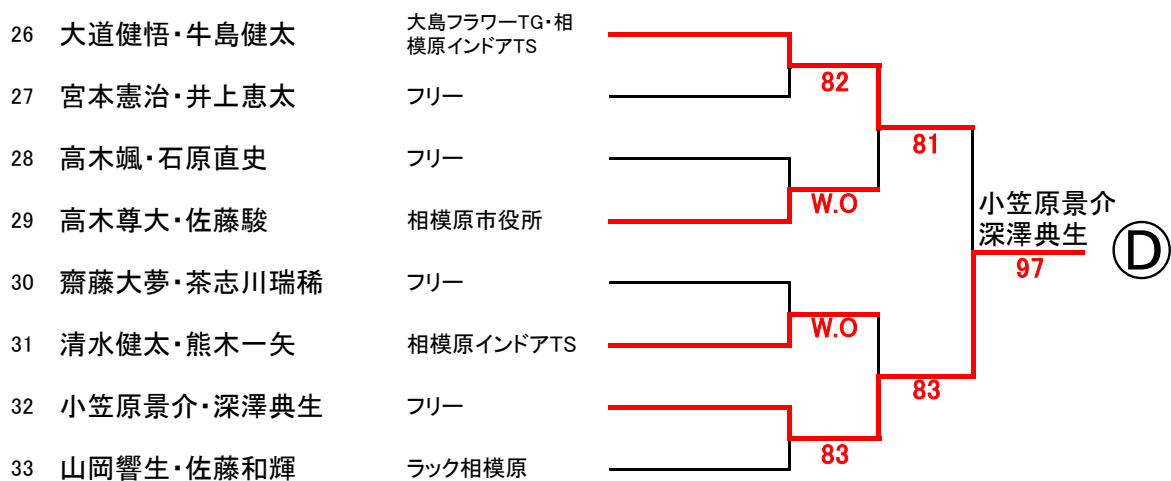 26 大道健悟・牛島健太 大島フラワーTG・相
模原インドアTS
82
27 宮本憲治・井上恵太 フリー
81
28 高木颯・石原直史 フリー
W.O
29 高木尊大・佐藤駿 相模原市役所
小笠原景介
深澤典生
D
97
30 齋藤大夢・茶志川瑞稀 フリー
W.O
31 清水健太・熊木一矢 相模原インドアTS
83
32 小笠原景介・深澤典生 フリー
83
33 山岡響生・佐藤和輝 ラック相模原